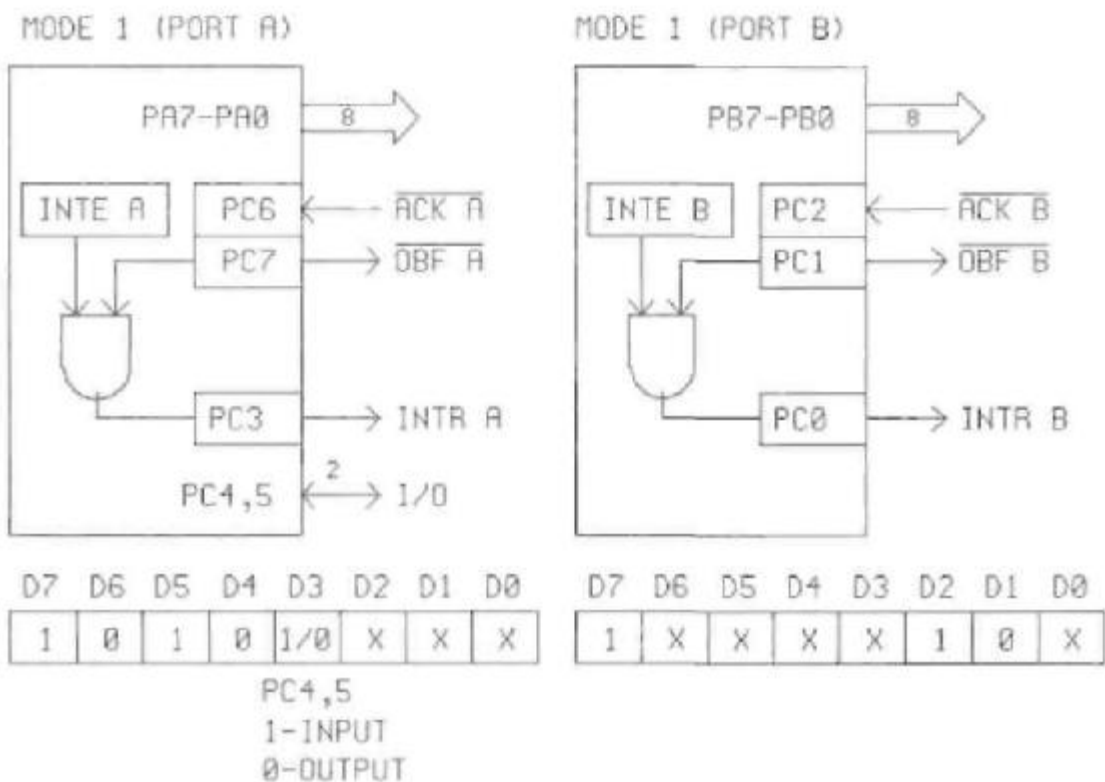 MODE 1 (PORT A)
PA7-PA0
8
INTE A
PC6
ACK A
PC7
OBF A
PC3
INTR A
PC4,5
2
I/O
D7 D6 D5 D4 D3 D2 D1 D0
1 0 1 0 1/0 X X X
PC4,5
1-INPUT
0-OUTPUT
MODE 1 (PORT B)
PB7-PB0
8
INTE B
PC2
ACK B
PC1
OBF B
PC0
INTR B
D7 D6 D5 D4 D3 D2 D1 D0
1 X X X X 1 0 X